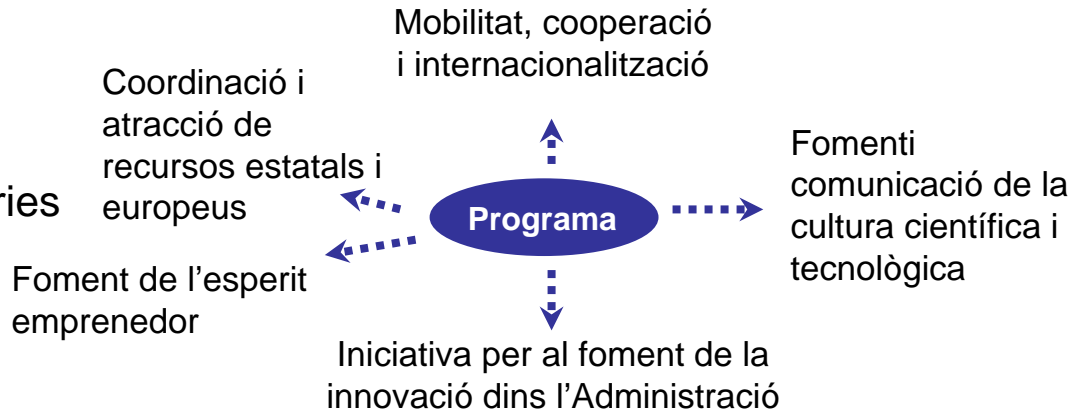 Mobilitat, cooperació
i internacionalització
Coordinació i
atracció de
recursos estatals i
europeus
ries
Foment de l’esperit
emprenedor
Programa
Fomenti
comunicació de la
cultura científica i
tecnològica
Iniciativa per al foment de la
innovació dins l’Administració